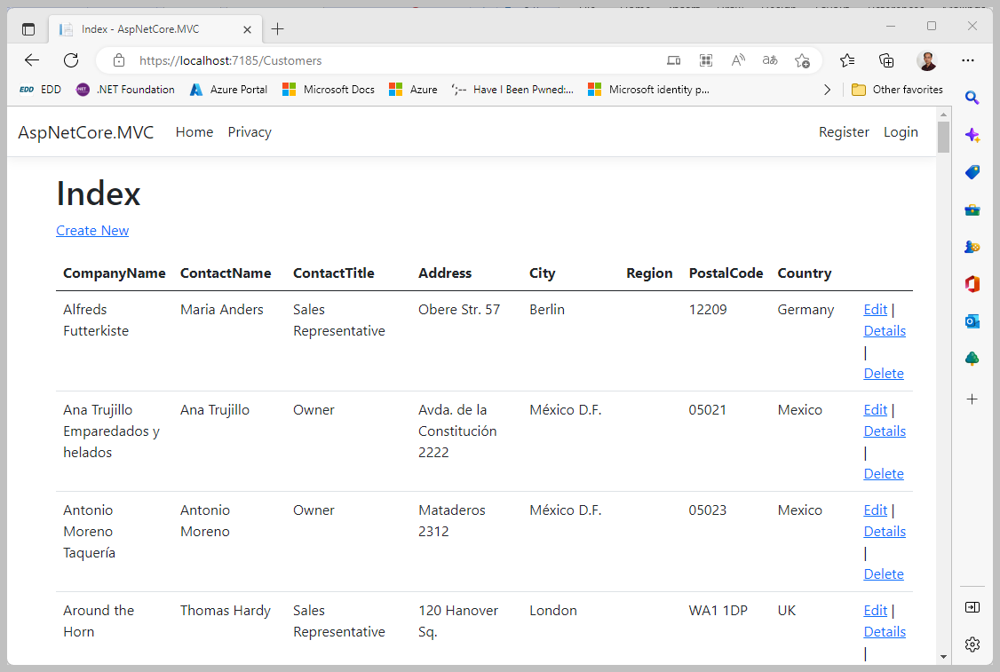 Index - AspNetCore.MVC
https://localhost:7185/Customers
EDD EDD .NET Foundation Azure Portal Microsoft Docs Azure Have I Been Pwned:... Microsoft identity p... Other favorites
AspNetCore.MVC Home Privacy Register Login
Index
Create New
CompanyName ContactName ContactTitle Address City Region PostalCode Country
Alfreds Maria Anders Sales Obere Str. 57 Berlin 12209 Germany Edit |
Futterkiste Representative Details
|
Delete
Ana Trujillo Ana Trujillo Owner Avda. de la México D.F. 05021 Mexico Edit |
Emparedados y Constitución Details
helados 2222 |
Delete
Antonio Antonio Owner Mataderos México D.F. 05023 Mexico Edit |
Moreno Moreno 2312 Details
Taquería |
Delete
Around the Thomas Hardy Sales 120 Hanover London WA1 1DP UK Edit |
Horn Representative Sq. Details
|